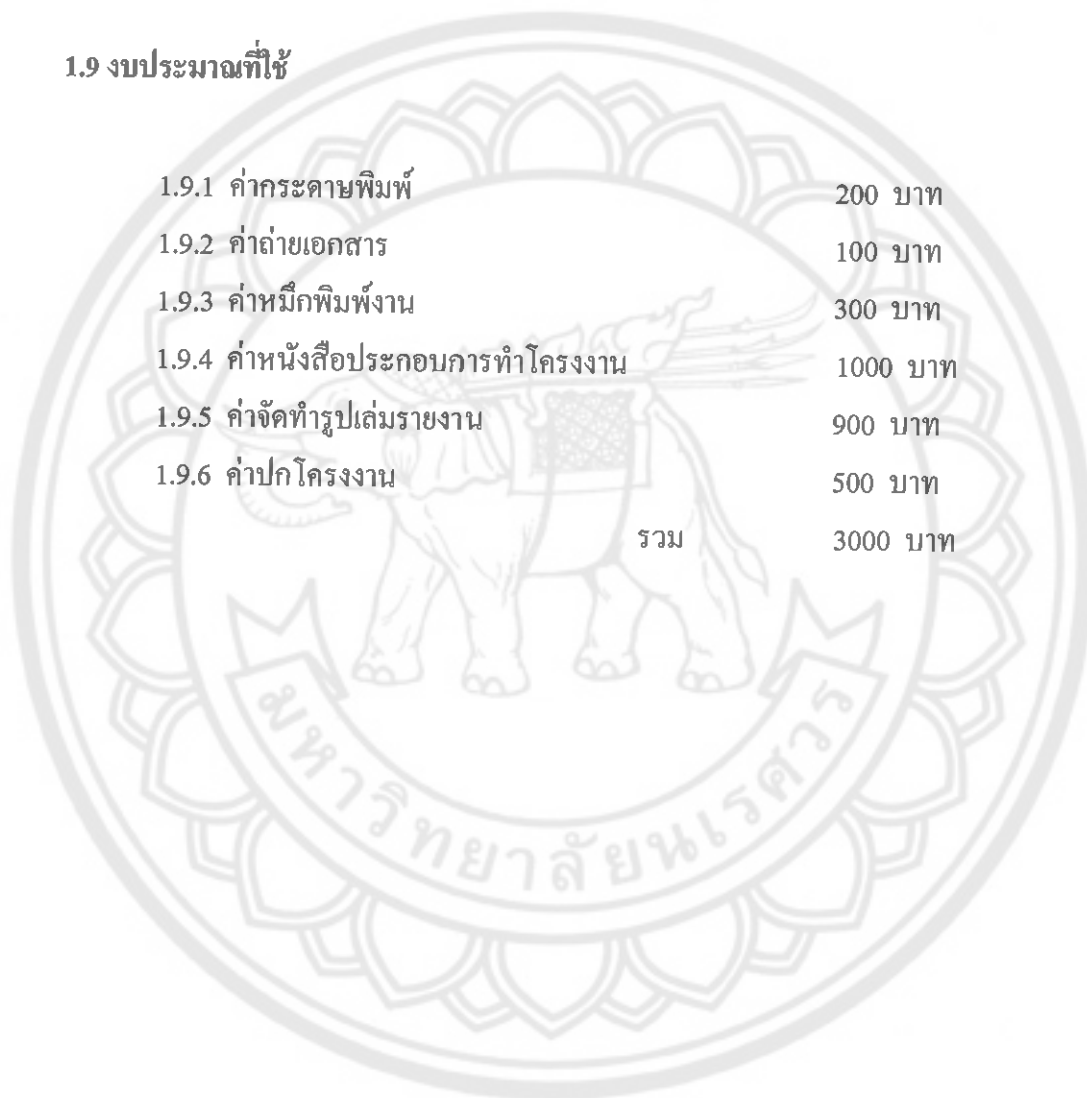 1.9 งบประมาณที่ใช้
1.9.1 ค่ากระดาษพิมพ์ 200 บาท
1.9.2 ค่าถ่ายเอกสาร 100 บาท
1.9.3 ค่าหมึกพิมพ์งาน 300 บาท
1.9.4 ค่าหนังสือประกอบการทำโครงงาน 1000 บาท
1.9.5 ค่าจัดทำรูปเล่มรายงาน 900 บาท
1.9.6 ค่าปกโครงงาน 500 บาท
รวม 3000 บาท
มหาวิทยาลัยนเรศวร